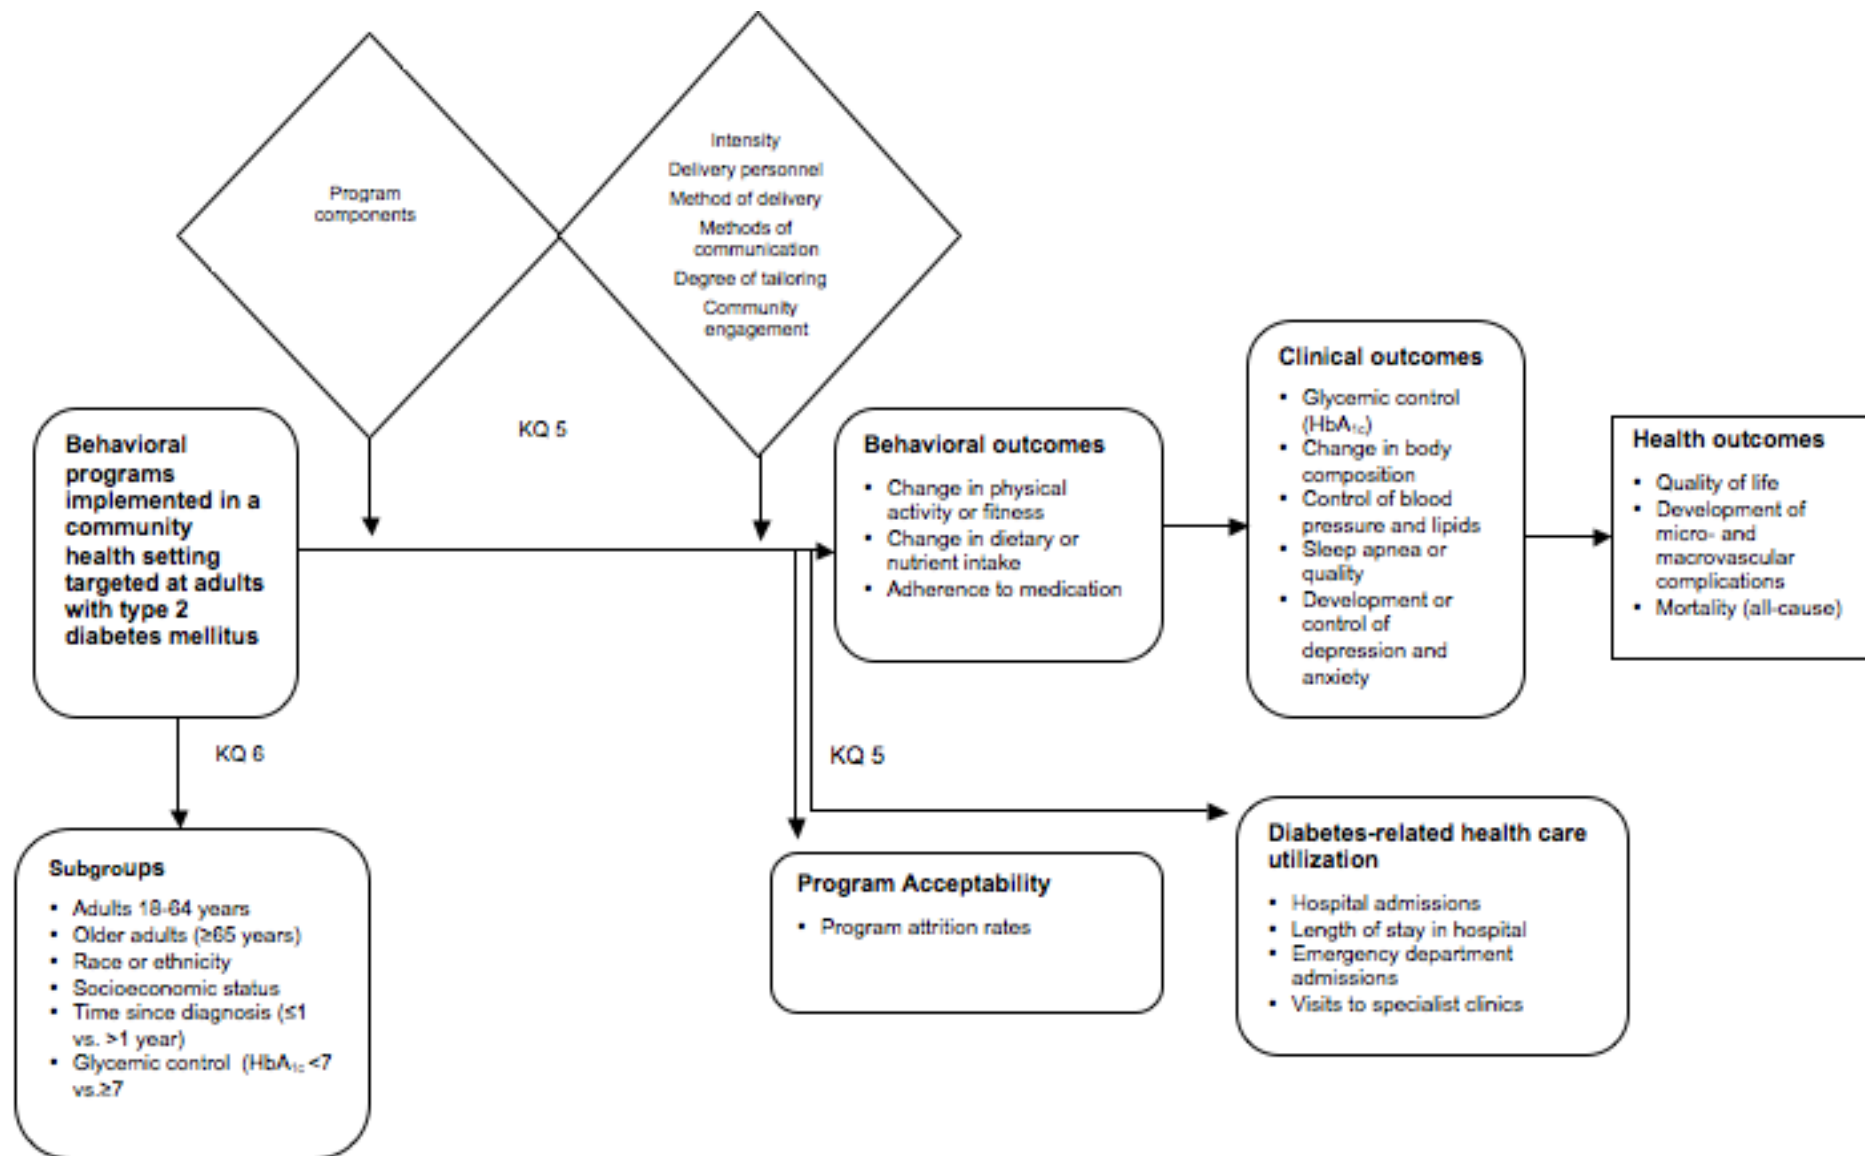 Program
components
Intensity
Delivery personnel
Method of delivery
Methods of
communication
Degree of tailoring
Community
engagement
KQ 5
Behavioral
programs
implemented in a
community
health setting
targeted at adults
with type 2
diabetes mellitus
Behavioral outcomes
▪ Change in physical
activity or fitness
▪ Change in dietary or
nutrient intake
▪ Adherence to medication
Clinical outcomes
▪ Glycemic control
(HbA₁c)
▪ Change in body
composition
▪ Control of blood
pressure and lipids
▪ Sleep apnea or
quality
▪ Development or
control of
depression and
anxiety
Health outcomes
▪ Quality of life
▪ Development of
micro- and
macrovascular
complications
▪ Mortality (all-cause)
KQ 6
KQ 5
Subgroups
▪ Adults 18-64 years
▪ Older adults (≥65 years)
▪ Race or ethnicity
▪ Socioeconomic status
▪ Time since diagnosis (≤1
vs. >1 year)
▪ Glycemic control (HbA₁c <7
vs.≥7
Program Acceptability
▪ Program attrition rates
Diabetes-related health care
utilization
▪ Hospital admissions
▪ Length of stay in hospital
▪ Emergency department
admissions
▪ Visits to specialist clinics